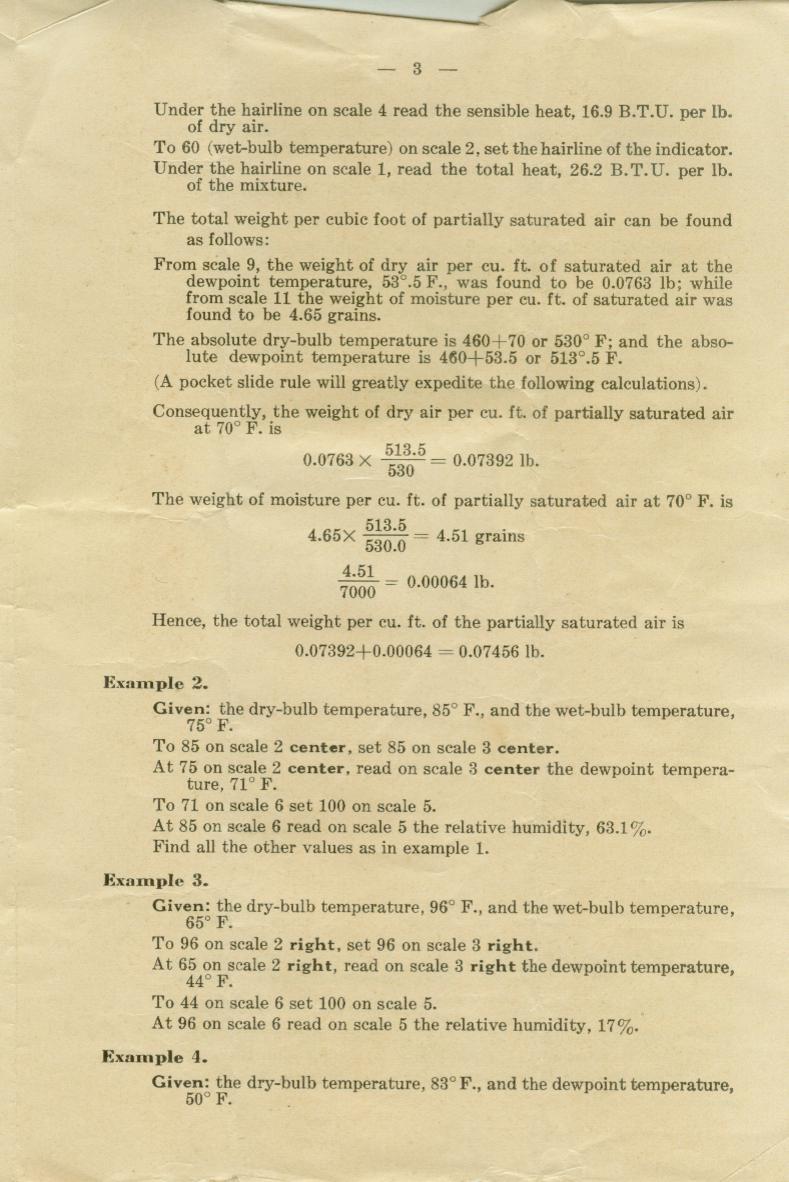 — 3 —
Under the hairline on scale 4 read the sensible heat, 16.9 B.T.U. per lb.
of dry air.
To 60 (wet-bulb temperature) on scale 2, set the hairline of the indicator.
Under the hairline on scale 1, read the total heat, 26.2 B.T.U. per lb.
of the mixture.
The total weight per cubic foot of partially saturated air can be found
as follows:
From scale 9, the weight of dry air per cu. ft. of saturated air at the
dewpoint temperature, 53°.5 F., was found to be 0.0763 lb; while
from scale 11 the weight of moisture per cu. ft. of saturated air was
found to be 4.65 grains.
The absolute dry-bulb temperature is 460+70 or 530° F; and the abso-
lute dewpoint temperature is 460+53.5 or 513°.5 F.
(A pocket slide rule will greatly expedite the following calculations).
Consequently, the weight of dry air per cu. ft. of partially saturated air
at 70° F. is
0.0763 × 513.5/530 = 0.07392 lb.
The weight of moisture per cu. ft. of partially saturated air at 70° F. is
4.65× 513.5/530.0 = 4.51 grains
4.51/7000 = 0.00064 lb.
Hence, the total weight per cu. ft. of the partially saturated air is
0.07392+0.00064 = 0.07456 lb.
Example 2.
Given: the dry-bulb temperature, 85° F., and the wet-bulb temperature,
75° F.
To 85 on scale 2 center, set 85 on scale 3 center.
At 75 on scale 2 center, read on scale 3 center the dewpoint tempera-
ture, 71° F.
To 71 on scale 6 set 100 on scale 5.
At 85 on scale 6 read on scale 5 the relative humidity, 63.1%.
Find all the other values as in example 1.
Example 3.
Given: the dry-bulb temperature, 96° F., and the wet-bulb temperature,
65° F.
To 96 on scale 2 right, set 96 on scale 3 right.
At 65 on scale 2 right, read on scale 3 right the dewpoint temperature,
44° F.
To 44 on scale 6 set 100 on scale 5.
At 96 on scale 6 read on scale 5 the relative humidity, 17%.
Example 4.
Given: the dry-bulb temperature, 83° F., and the dewpoint temperature,
50° F.